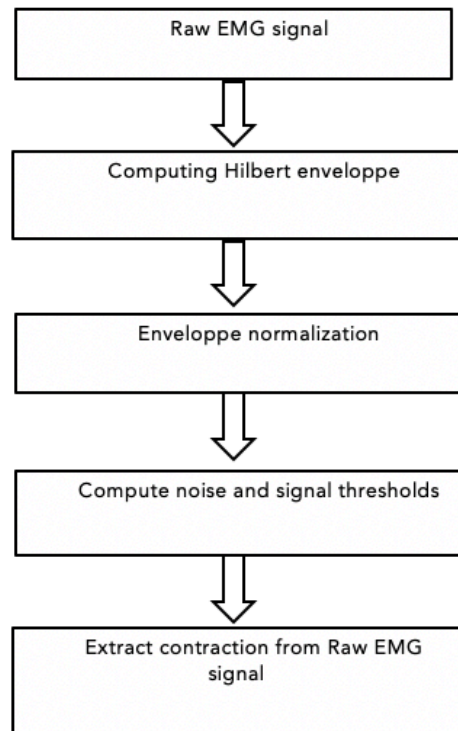 Raw EMG signal
Computing Hilbert enveloppe
Enveloppe normalization
Compute noise and signal thresholds
Extract contraction from Raw EMG
signal